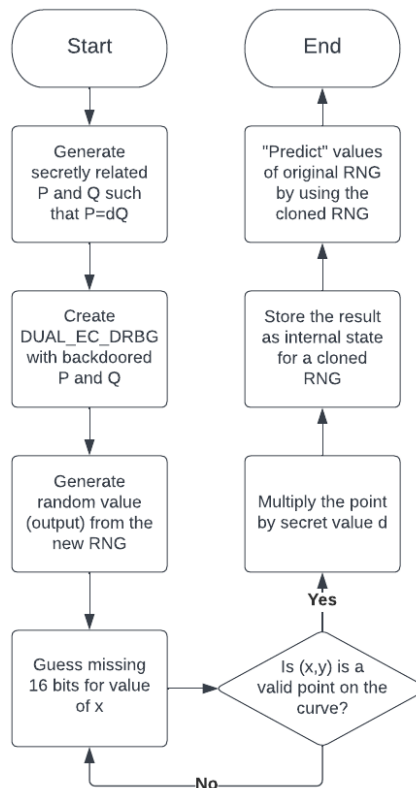 Start
Generate
secretly related
P and Q such
that P=dQ
Create
DUAL_EC_DRBG
with backdoored
P and Q
Generate
random value
(output) from the
new RNG
Guess missing
16 bits for value
of x
Is (x,y) is a
valid point on the
curve?
No
Yes
Multiply the point
by secret value d
Store the result
as internal state
for a cloned
RNG
"Predict" values
of original RNG
by using the
cloned RNG
End